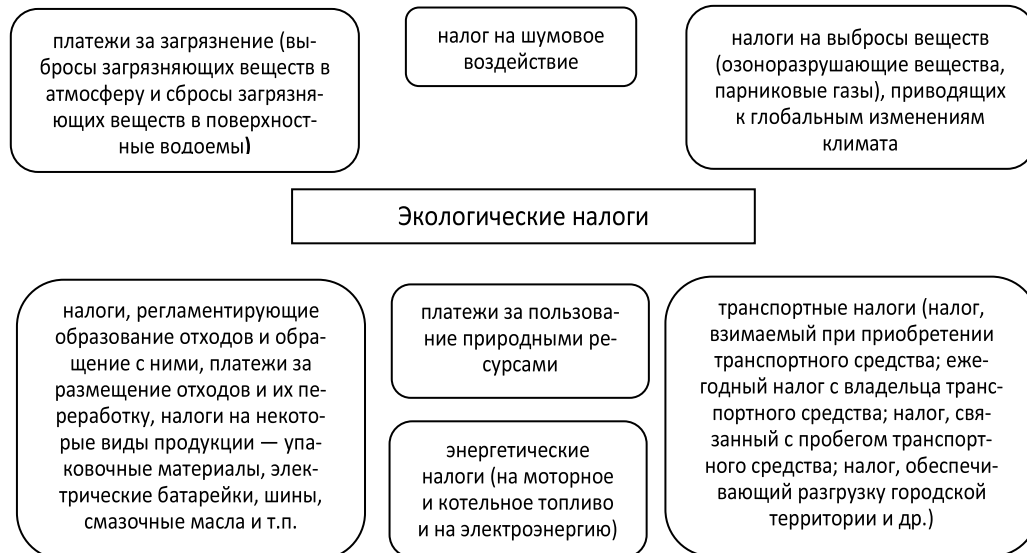 платежи за загрязнение (вы-
бросы загрязняющих веществ в
атмосферу и сбросы загрязня-
ющих веществ в поверхност-
ные водоемы)
налог на шумовое
воздействие
налоги на выбросы веществ
(озоноразрушающие вещества,
парниковые газы), приводящих
к глобальным изменениям
климата
Экологические налоги
налоги, регламентирующие
образование отходов и обра-
щение с ними, платежи за
размещение отходов и их пе-
реработку, налоги на некото-
рые виды продукции — упа-
ковочные материалы, элек-
трические батарейки, шины,
смазочные масла и т.п.
платежи за пользова-
ние природными ре-
сурсами
энергетические
налоги (на моторное
и котельное топливо
и на электроэнергию)
транспортные налоги (налог,
взимаемый при приобретении
транспортного средства; еже-
годный налог с владельца транс-
портного средства; налог, свя-
занный с пробегом транспорт-
ного средства; налог, обеспечи-
вающий разгрузку городской
территории и др.)